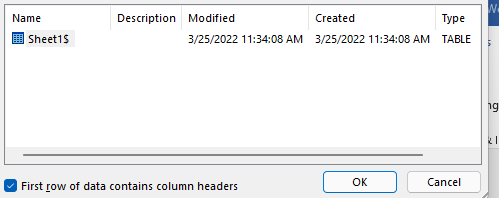 Name Description Modified Created Type
Sheet1$ 3/25/2022 11:34:08 AM 3/25/2022 11:34:08 AM TABLE
First row of data contains column headers OK Cancel